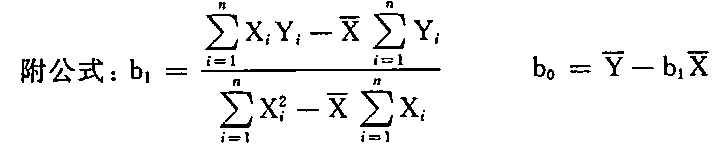 附公式：b₁ = (∑ᵢ₌₁ⁿ XᵢYᵢ − X̄ ∑ᵢ₌₁ⁿ Yᵢ) / (∑ᵢ₌₁ⁿ Xᵢ² − X̄ ∑ᵢ₌₁ⁿ Xᵢ)  b₀ = Ȳ − b₁X̄